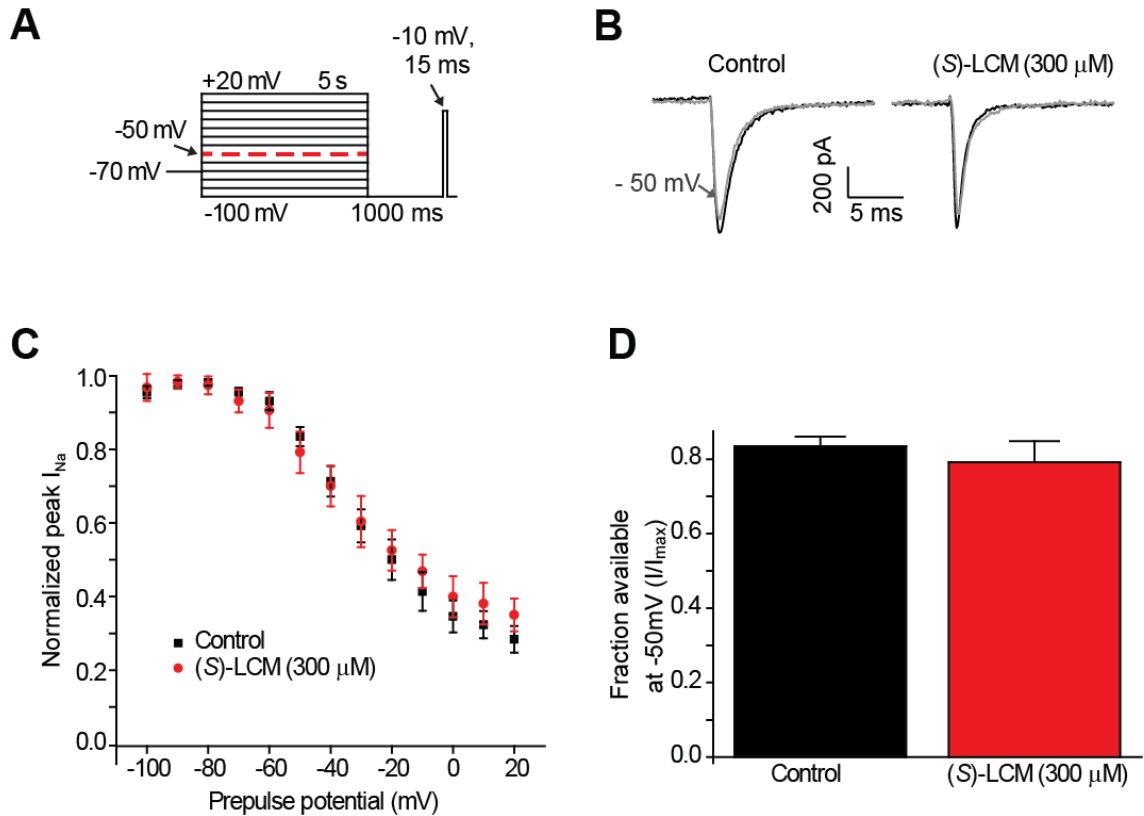 A
+20 mV
5 s
-10 mV,
15 ms
-50 mV
-70 mV
-100 mV
1000 ms
B
Control
(S)-LCM (300 µM)
- 50 mV
200 pA
5 ms
C
Normalized peak I_Na
1.0
0.8
0.6
0.4
0.2
0.0
Control
(S)-LCM (300 µM)
-100
-80
-60
-40
-20
0
20
Prepulse potential (mV)
D
Fraction available
at -50mV (I/I_max)
0.8
0.6
0.4
0.2
0.0
Control
(S)-LCM (300 µM)